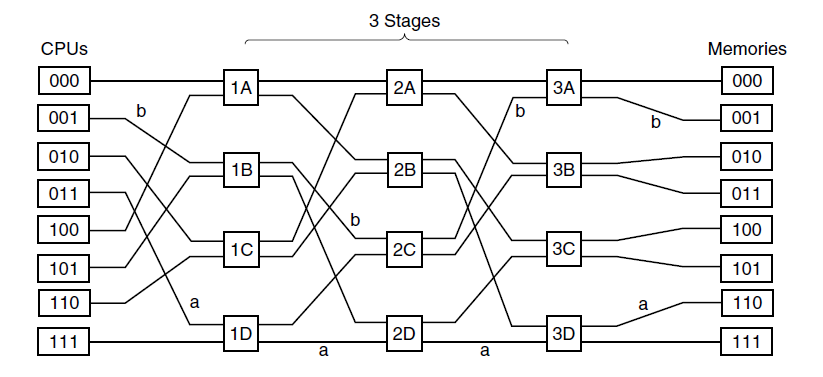 3 Stages
CPUs
Memories
000
1A
2A
3A
000
b
b
b
001
001
010
1B
2B
3B
010
011
011
b
100
100
1C
2C
3C
101
101
110
a
a
110
111
1D
2D
3D
111
a
a